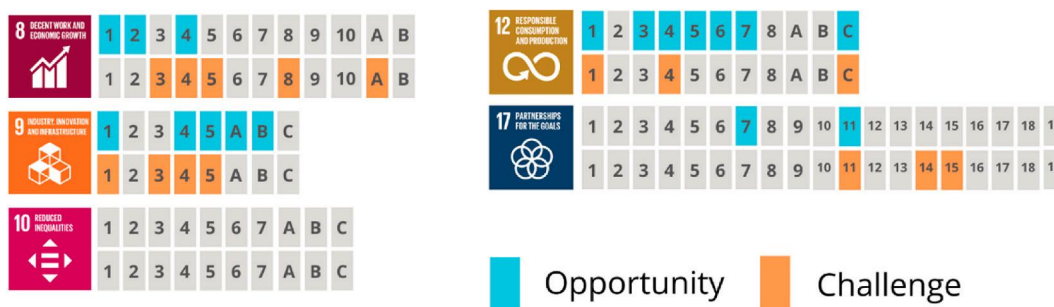 8 DECENT WORK AND
ECONOMIC GROWTH
1 2 3 4 5 6 7 8 9 10 A B
1 2 3 4 5 6 7 8 9 10 A B
9 INDUSTRY, INNOVATION
AND INFRASTRUCTURE
1 2 3 4 5 A B C
1 2 3 4 5 A B C
10 REDUCED
INEQUALITIES
1 2 3 4 5 6 7 A B C
1 2 3 4 5 6 7 A B C
12 RESPONSIBLE
CONSUMPTION
AND PRODUCTION
1 2 3 4 5 6 7 8 A B C
1 2 3 4 5 6 7 8 A B C
17 PARTNERSHIPS
FOR THE GOALS
1 2 3 4 5 6 7 8 9 10 11 12 13 14 15 16 17 18
1 2 3 4 5 6 7 8 9 10 11 12 13 14 15 16 17 18
Opportunity Challenge